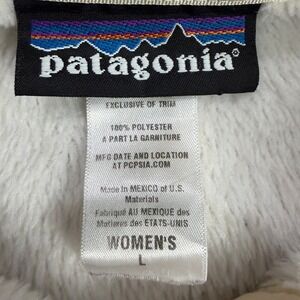 patagonia®
EXCLUSIVE OF TRIM
100% POLYESTER
A PART LA GARNITURE
MFG DATE AND LOCATION
AT PCPSIA.COM
Made in MEXICO of U.S.
Materials
Fabriqué AU MEXIQUE des
Matieres des ETATS-UNIS
WOMEN'S
L